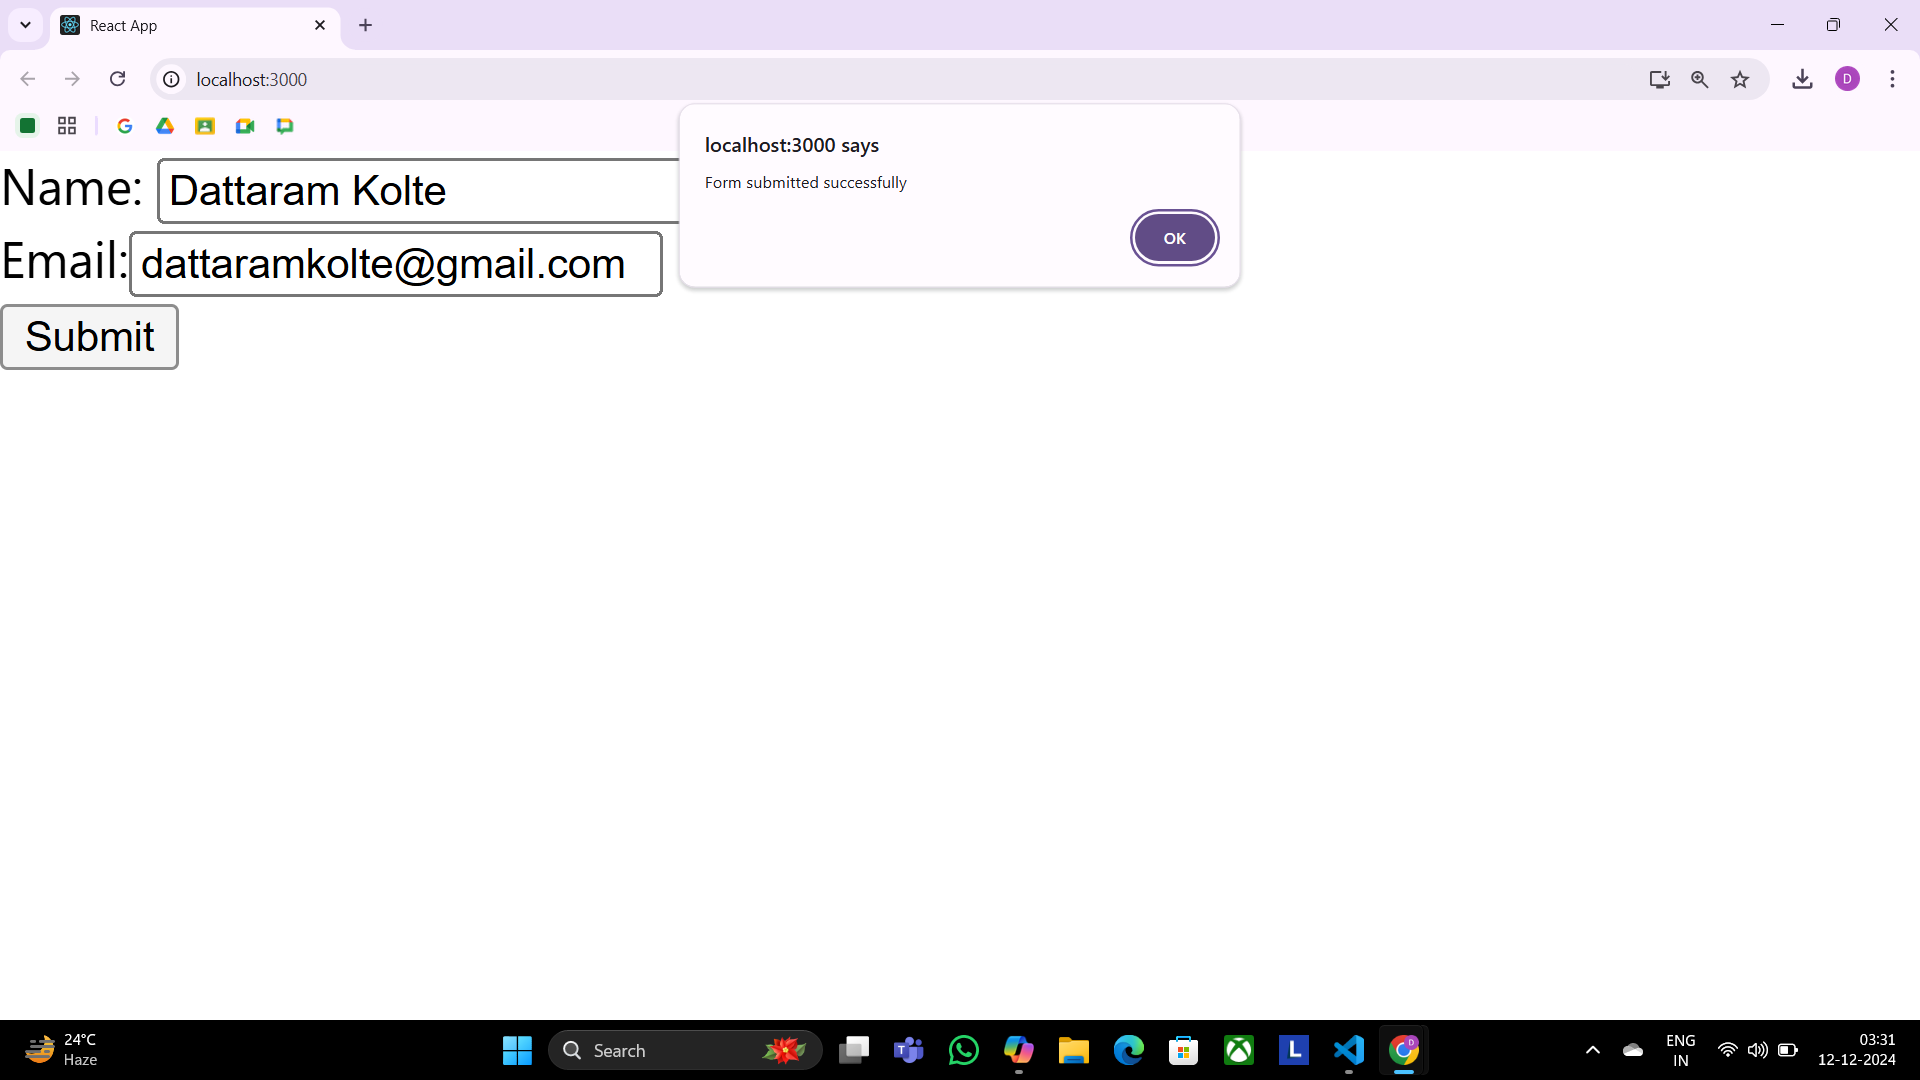 React App
localhost:3000
D
localhost:3000 says
Form submitted successfully
OK
Name: Dattaram Kolte
Email: dattaramkolte@gmail.com
Submit
24°C
Haze
Search
T
L
D
ENG
IN
03:31
12-12-2024